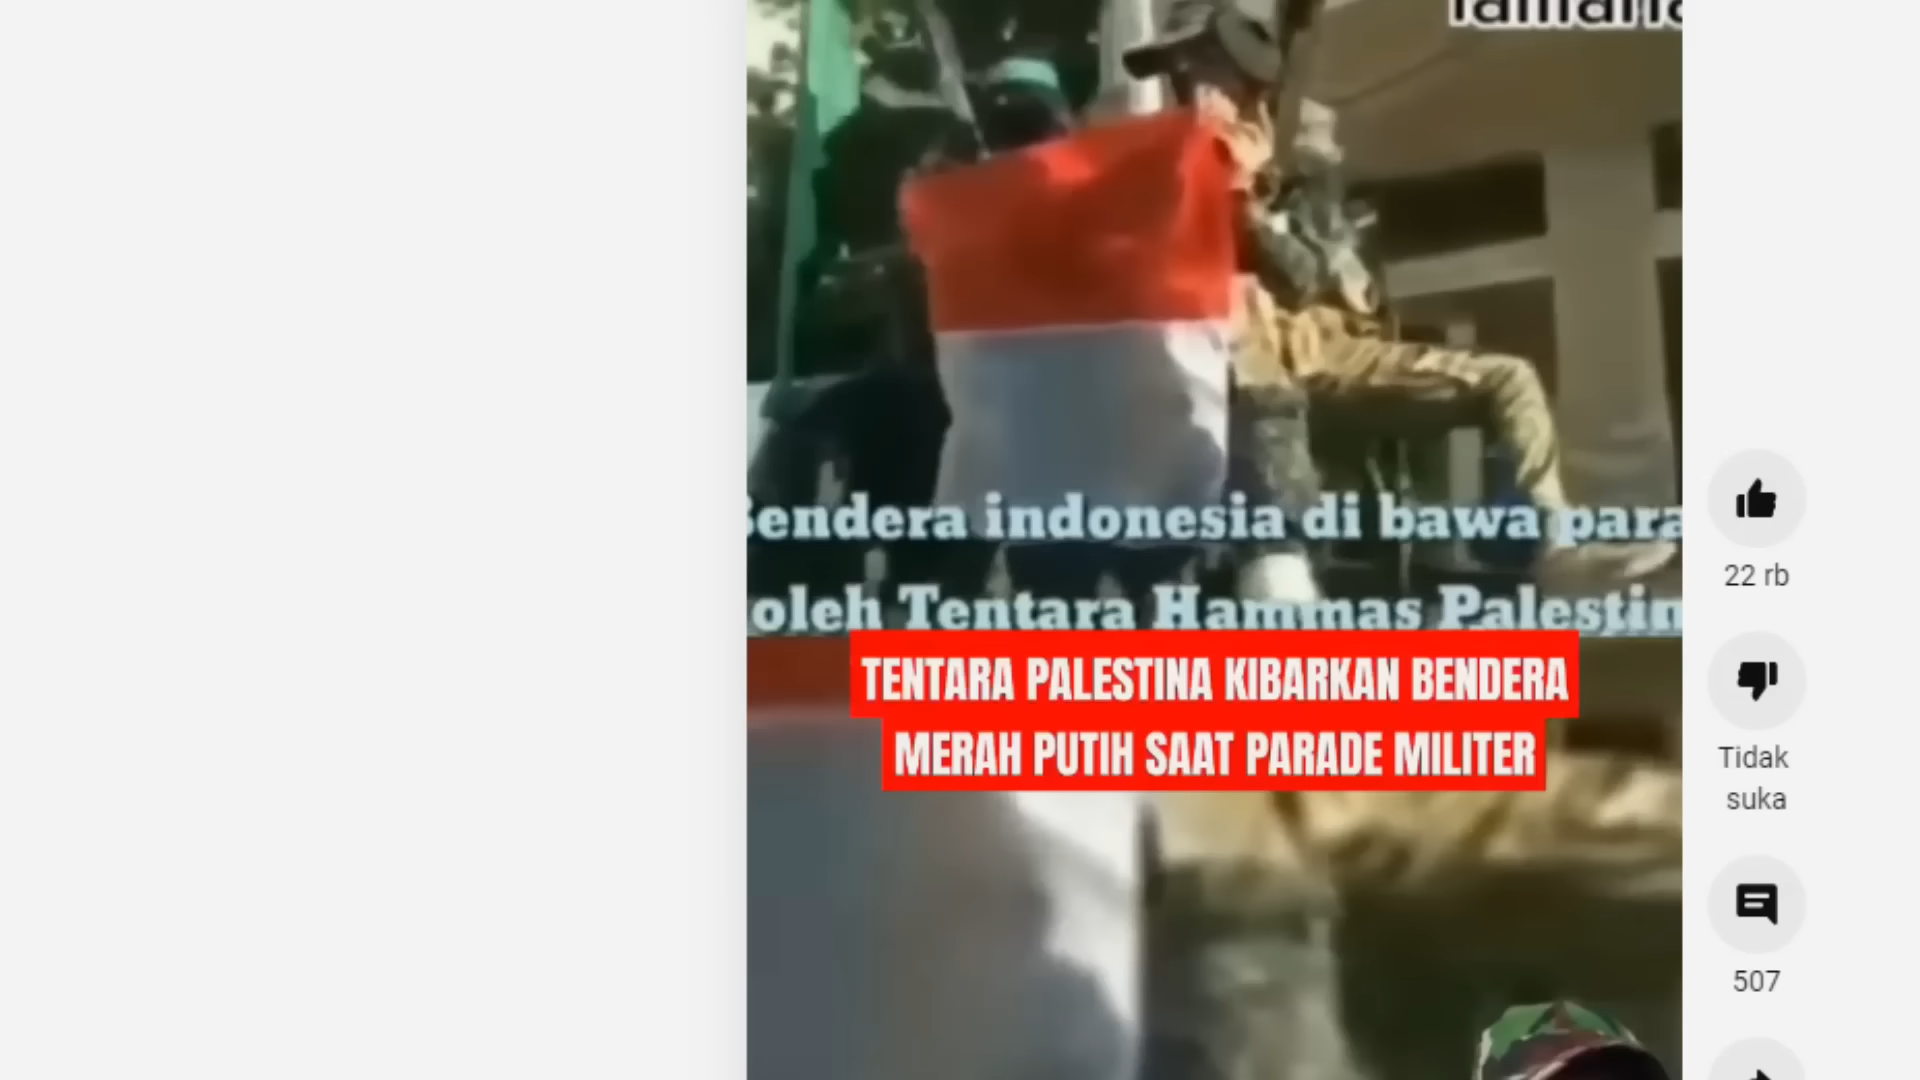 Bendera indonesia di bawa para
oleh Tentara Hammas Palestin
TENTARA PALESTINA KIBARKAN BENDERA
MERAH PUTIH SAAT PARADE MILITER
22 rb
Tidak
suka
507